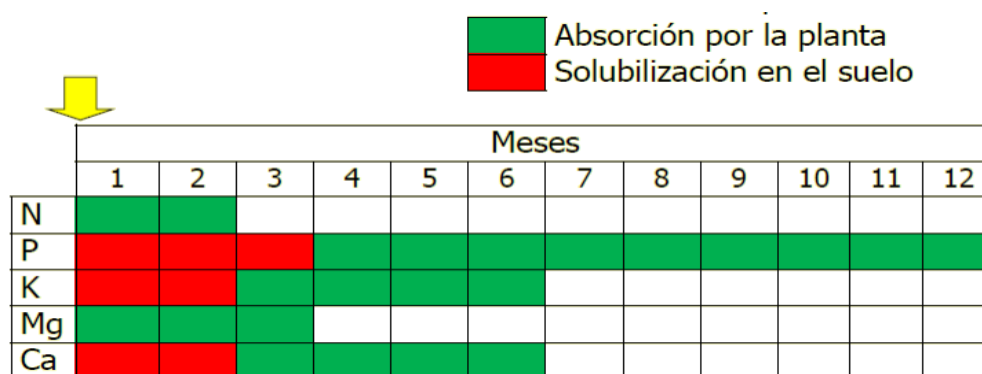 Absorción por la planta
Solubilización en el suelo
Meses
1 2 3 4 5 6 7 8 9 10 11 12
N
P
K
Mg
Ca